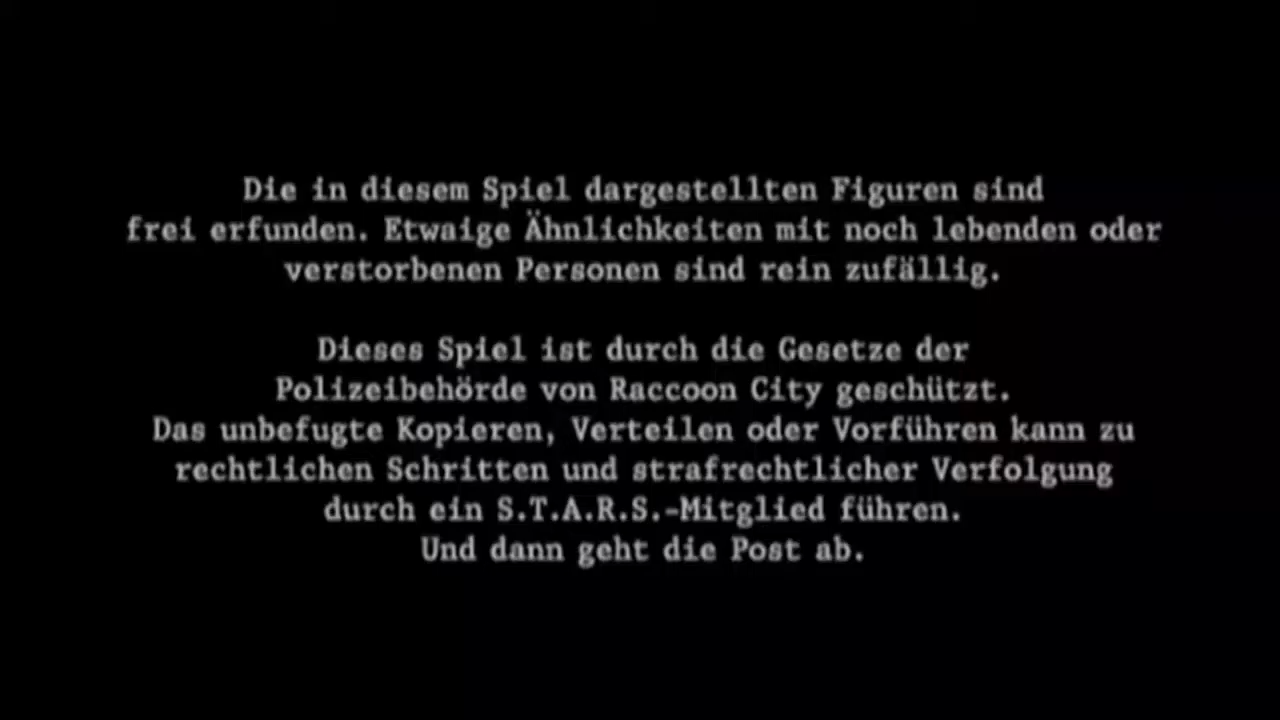 Die in diesem Spiel dargestellten Figuren sind
frei erfunden. Etwaige Ähnlichkeiten mit noch lebenden oder
verstorbenen Personen sind rein zufällig.
Dieses Spiel ist durch die Gesetze der
Polizeibehörde von Raccoon City geschützt.
Das unbefugte Kopieren, Verteilen oder Vorführen kann zu
rechtlichen Schritten und strafrechtlicher Verfolgung
durch ein S.T.A.R.S.-Mitglied führen.
Und dann geht die Post ab.